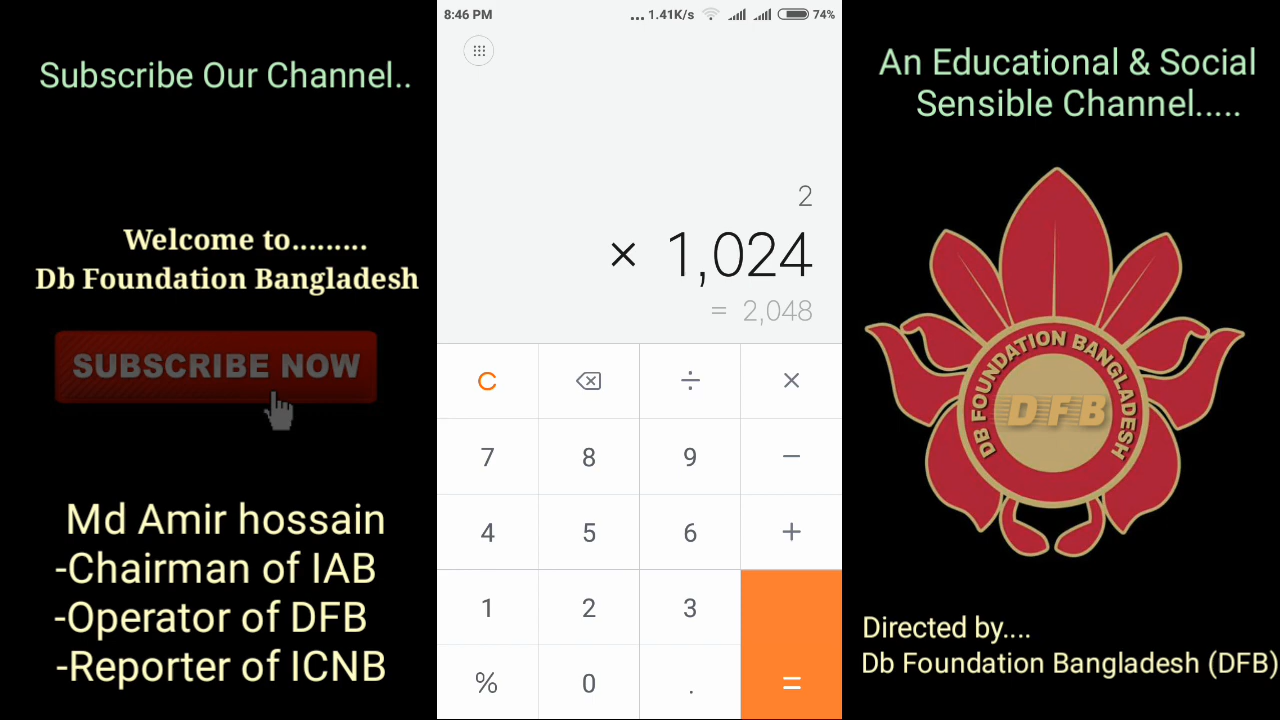 Subscribe Our Channel..
Welcome to.........
Db Foundation Bangladesh
SUBSCRIBE NOW
Md Amir hossain
-Chairman of IAB
-Operator of DFB
-Reporter of ICNB
8:46 PM ... 1.41K/s 74%
2
× 1,024
= 2,048
C ÷ ×
7 8 9 −
4 5 6 +
1 2 3
% 0 . =
An Educational & Social
Sensible Channel.....
DB FOUNDATION BANGLADESH
DFB
Directed by....
Db Foundation Bangladesh (DFB)